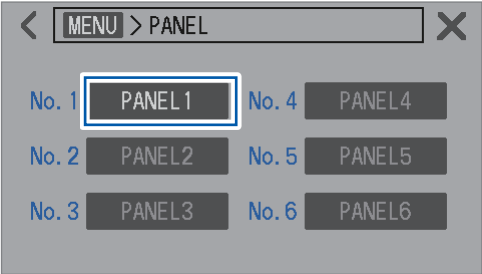 MENU > PANEL
No. 1 PANEL1 No. 4 PANEL4
No. 2 PANEL2 No. 5 PANEL5
No. 3 PANEL3 No. 6 PANEL6